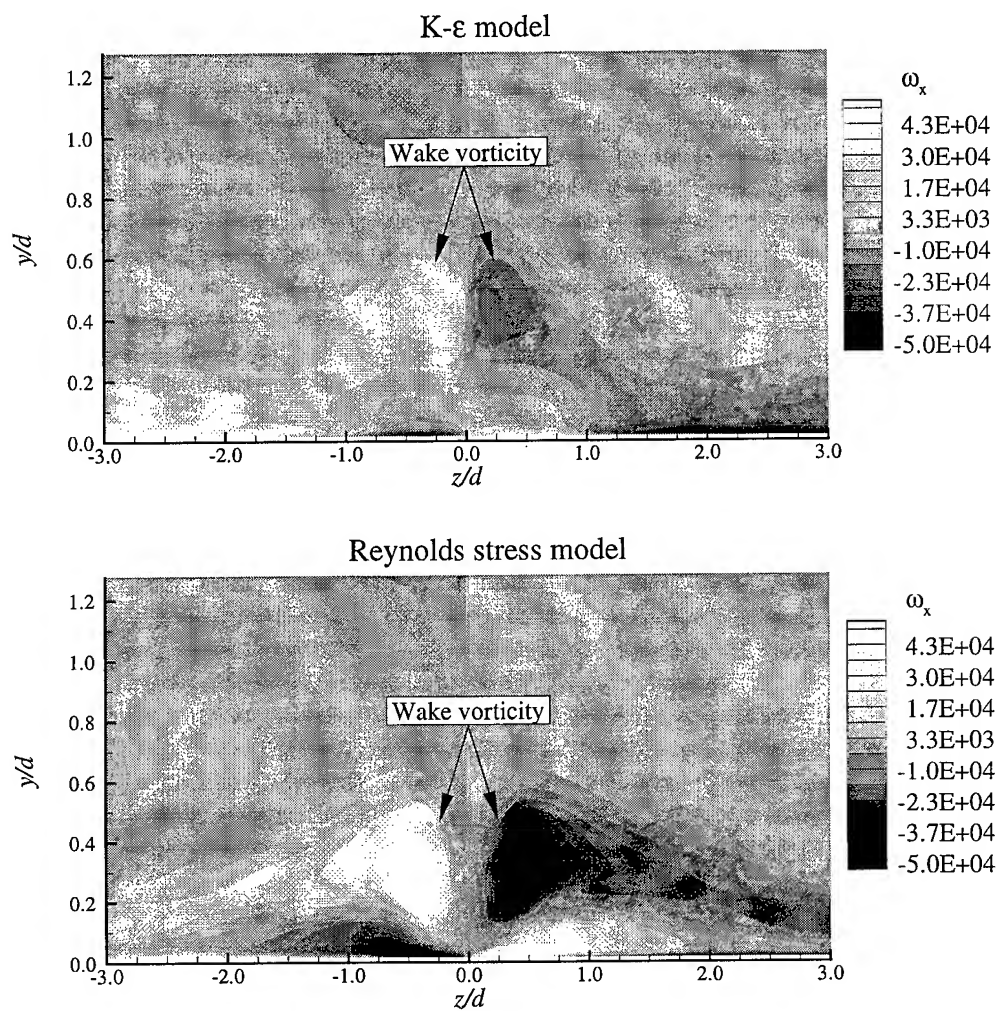 K-ε model
1.2
1.0
0.8
0.6
0.4
0.2
0.0
y/d
Wake vorticity
-3.0 -2.0 -1.0 0.0 1.0 2.0 3.0
z/d
ωx
4.3E+04
3.0E+04
1.7E+04
3.3E+03
-1.0E+04
-2.3E+04
-3.7E+04
-5.0E+04
Reynolds stress model
1.2
1.0
0.8
0.6
0.4
0.2
0.0
y/d
Wake vorticity
-3.0 -2.0 -1.0 0.0 1.0 2.0 3.0
z/d
ωx
4.3E+04
3.0E+04
1.7E+04
3.3E+03
-1.0E+04
-2.3E+04
-3.7E+04
-5.0E+04